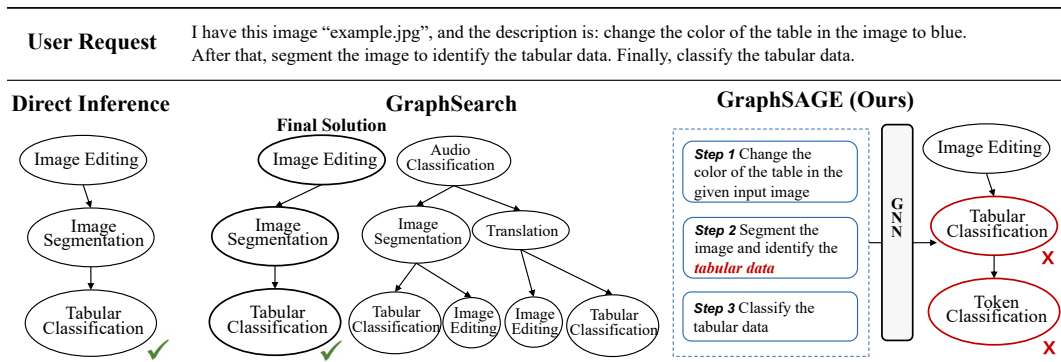 User Request
I have this image “example.jpg”, and the description is: change the color of the table in the image to blue.
After that, segment the image to identify the tabular data. Finally, classify the tabular data.
Direct Inference
Image Editing
Image
Segmentation
Tabular
Classification
GraphSearch
Final Solution
Image Editing
Image
Segmentation
Tabular
Classification
Audio
Classification
Image
Segmentation
Translation
Tabular
Classification
Image
Editing
Image
Editing
Tabular
Classification
GraphSAGE (Ours)
Step 1 Change the
color of the table in the
given input image
Step 2 Segment the
image and identify the
tabular data
Step 3 Classify the
tabular data
G
N
N
Image Editing
Tabular
Classification
X
Token
Classification
X